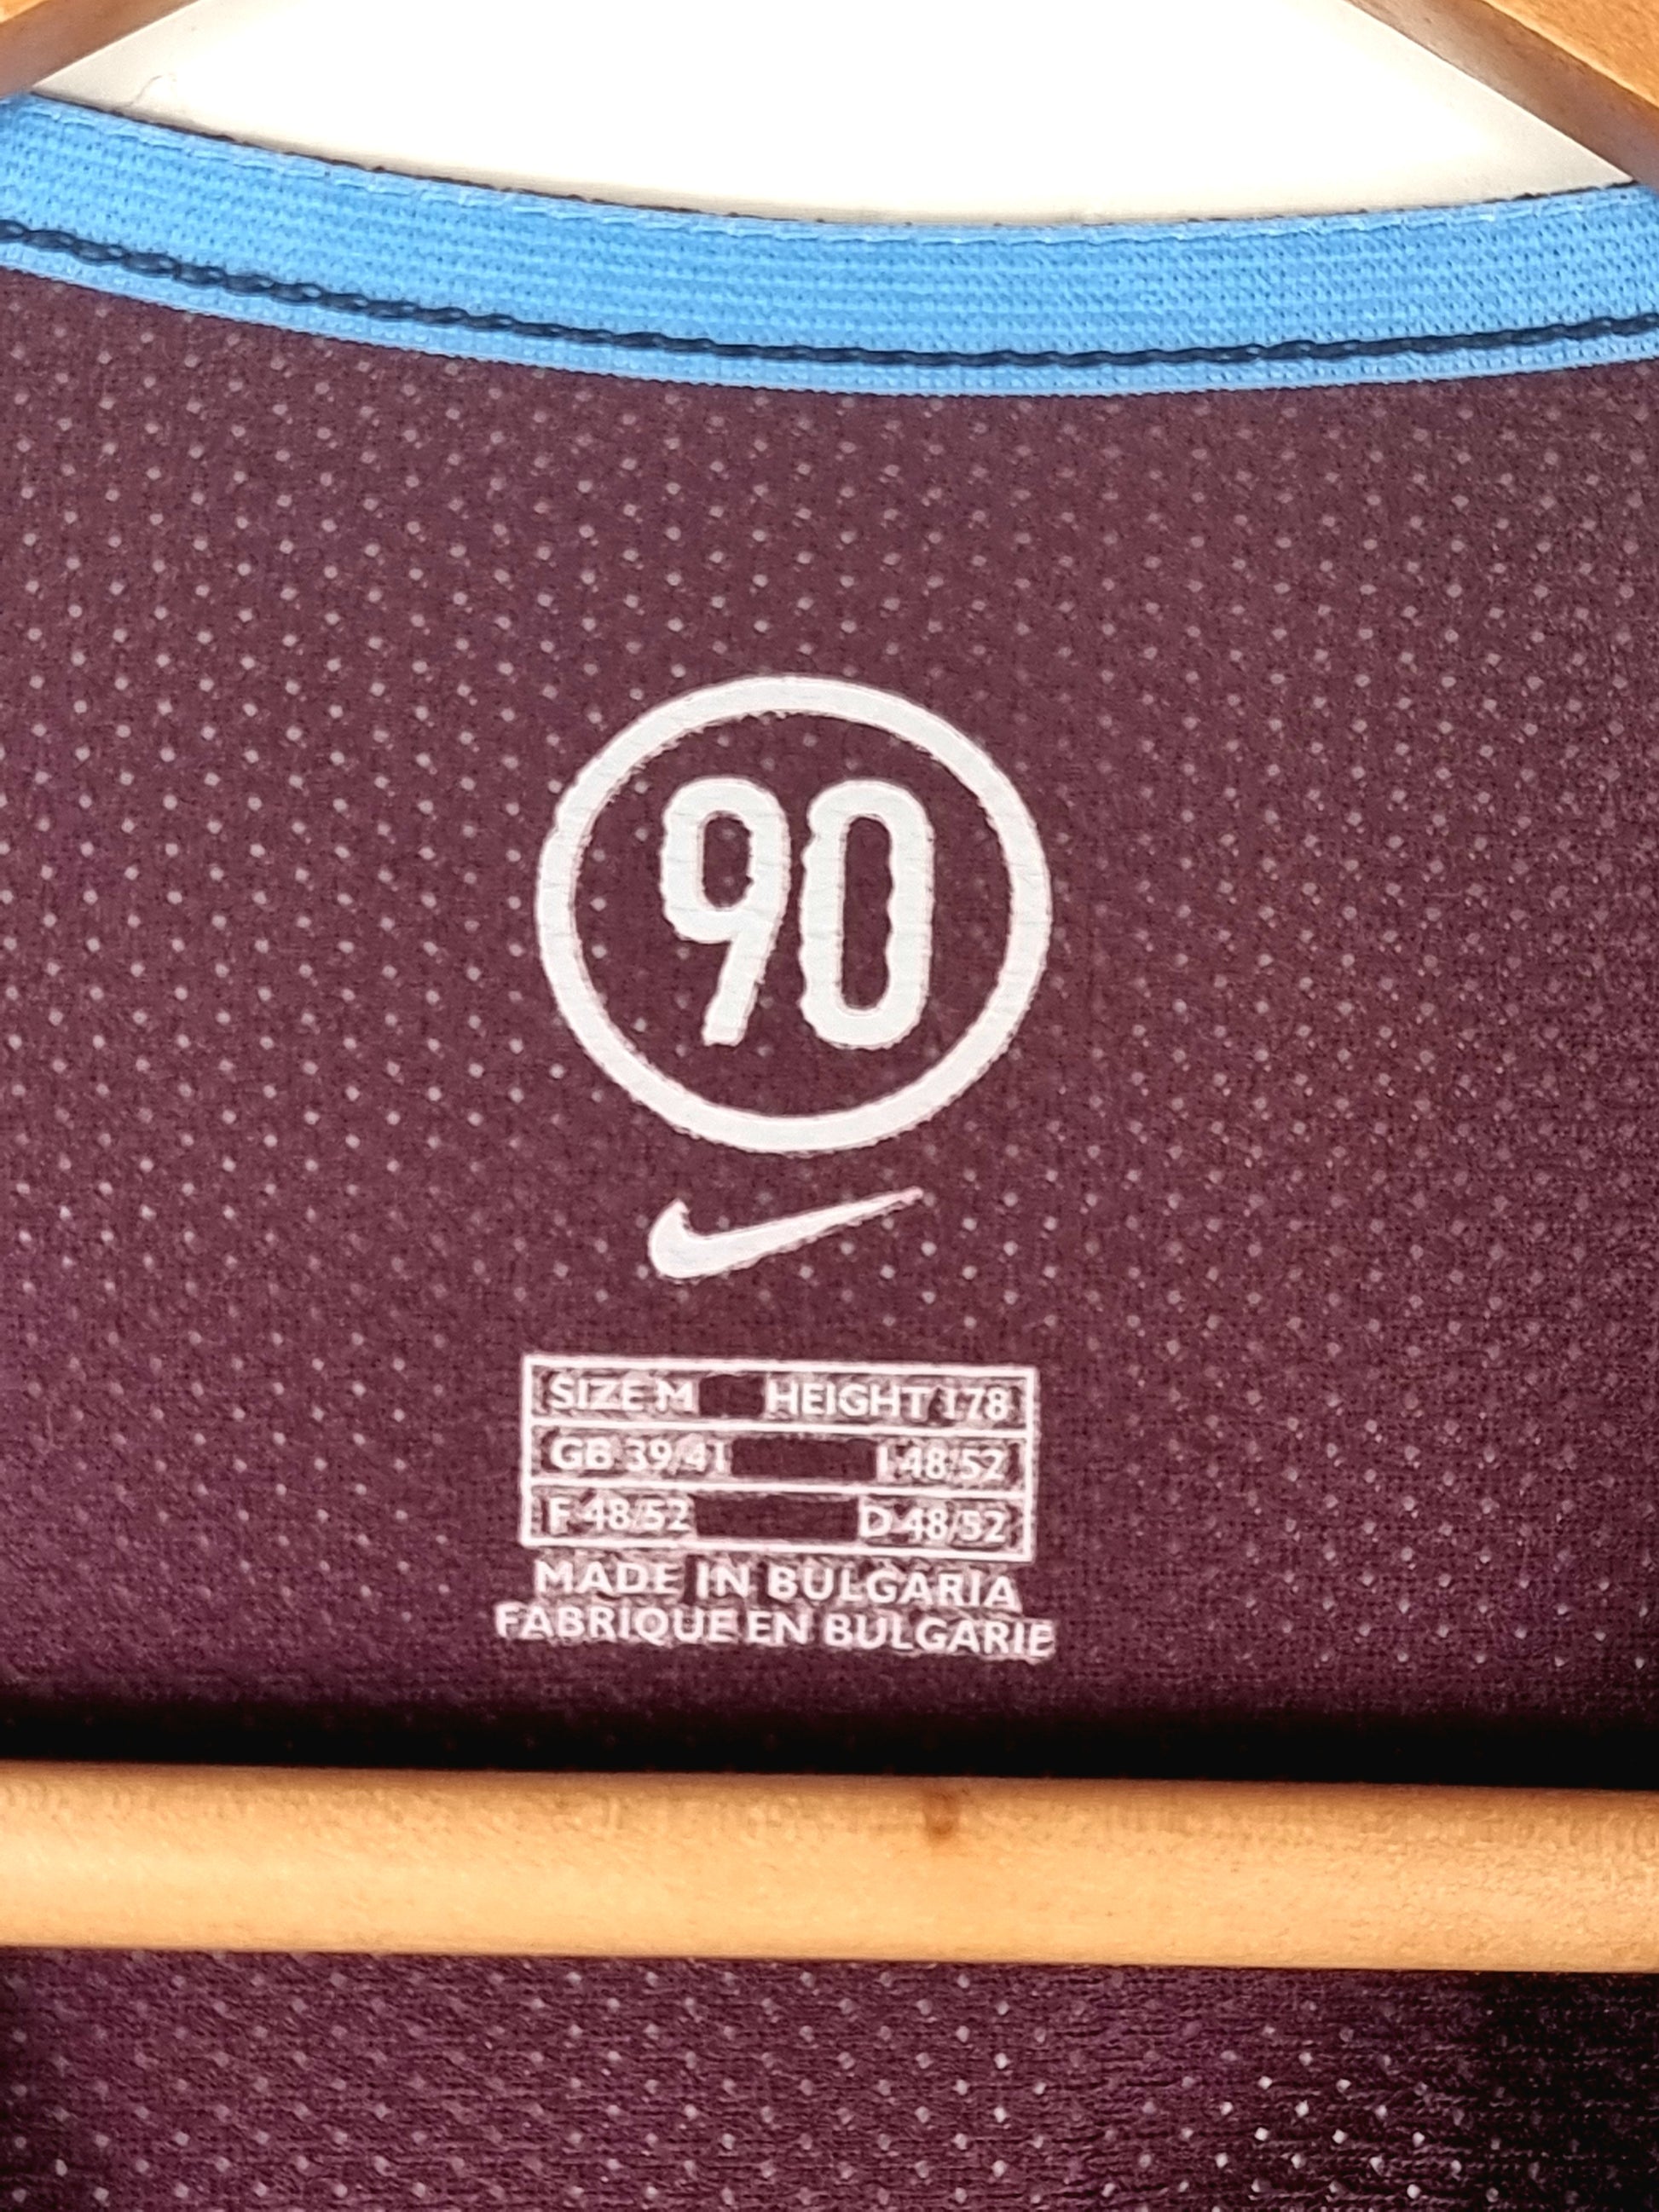 90
SIZE M HEIGHT 178
GB 39/41 I 48/52
F 48/52 D 48/52
MADE IN BULGARIA
FABRIQUE EN BULGARIE